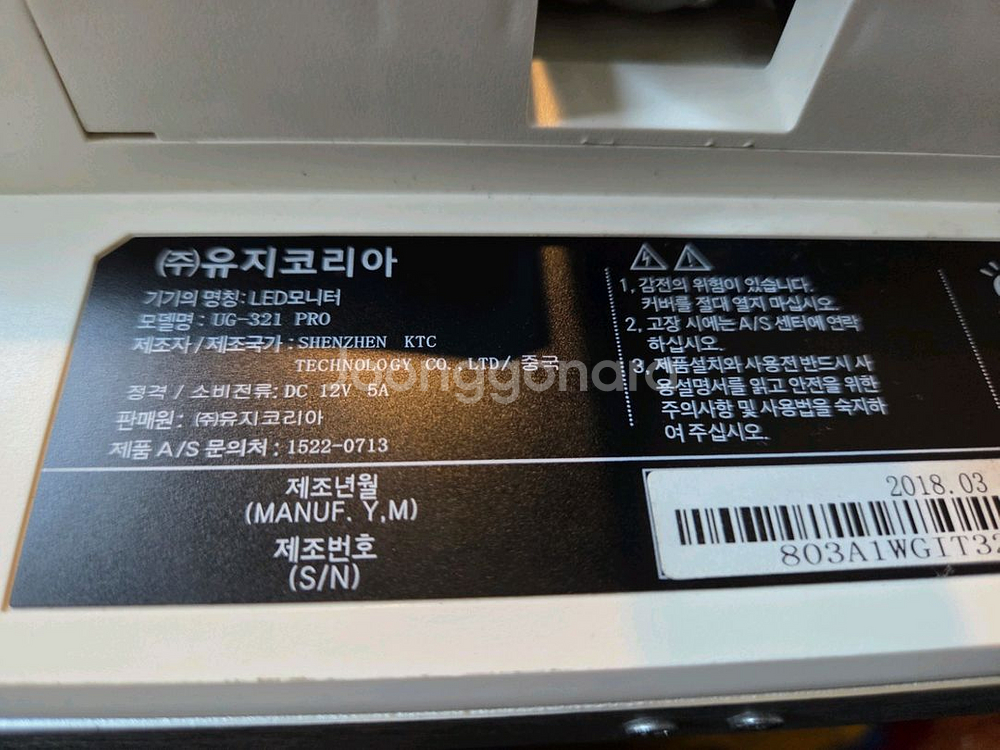 ㈜유지코리아
기기의 명칭: LED모니터
모델명 : UG-321 PRO
제조자 / 제조국가 : SHENZHEN KTC
TECHNOLOGY CO.,LTD/ 중국
정격 / 소비전류: DC 12V 5A
판매원: ㈜유지코리아
제품 A/S 문의처 : 1522-0713
1. 감전의 위험이 있습니다.
커버를 절대 열지 마십시오.
2. 고장 시에는 A/S 센터에 연락
하십시오.
3. 제품설치와 사용전 반드시 사
용설명서를 읽고 안전을 위한
주의사항 및 사용법을 숙지하
여 주십시오.
제조년월
(MANUF. Y,M)
제조번호
(S/N)
2018.03
803A1WGIT32
joonggonara